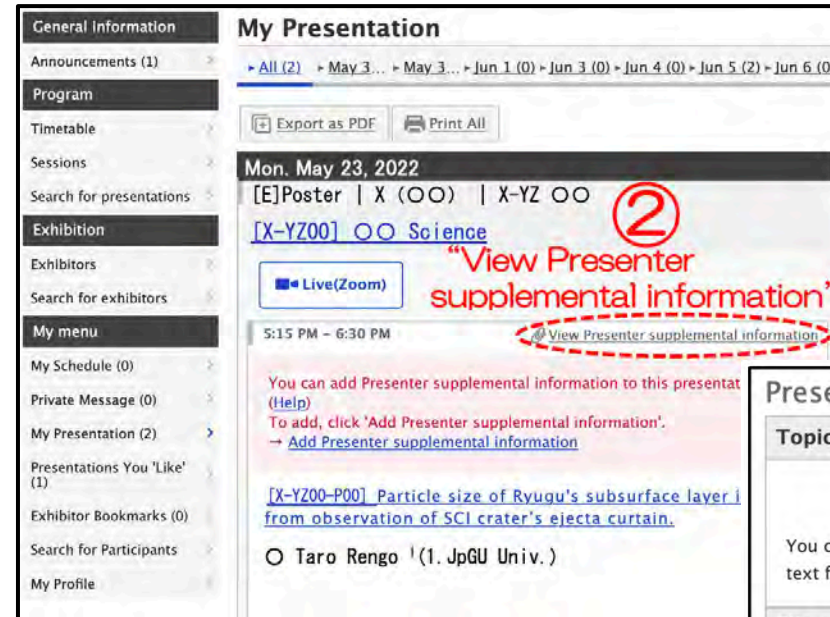 General Information
Announcements (1)
Program
Timetable
Sessions
Search for presentations
Exhibition
Exhibitors
Search for exhibitors
My menu
My Schedule (0)
Private Message (0)
My Presentation (2)
Presentations You 'Like'
(1)
Exhibitor Bookmarks (0)
Search for Participants
My Profile
My Presentation
All (2) May 3... May 3... Jun 1 (0) Jun 3 (0) Jun 4 (0) Jun 5 (2) Jun 6 (0
Export as PDF Print All
Mon. May 23, 2022
[E]Poster | X (○○) | X-YZ ○○
[X-YZ00] ○○ Science
②
"View Presenter
supplemental information"
Live(Zoom)
5:15 PM – 6:30 PM View Presenter supplemental information
You can add Presenter supplemental information to this presentat
(Help)
To add, click 'Add Presenter supplemental information'.
→ Add Presenter supplemental information
[X-YZ00-P00] Particle size of Ryugu's subsurface layer i
from observation of SCI crater's ejecta curtain.
○ Taro Rengo ¹(1. JpGU Univ.)
Prese
Topic
You c
text f